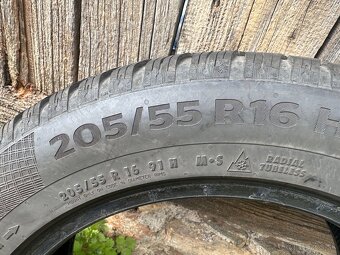 205/55 R16 H
205/55 R 16 91 H M+S RADIAL
TUBELESS